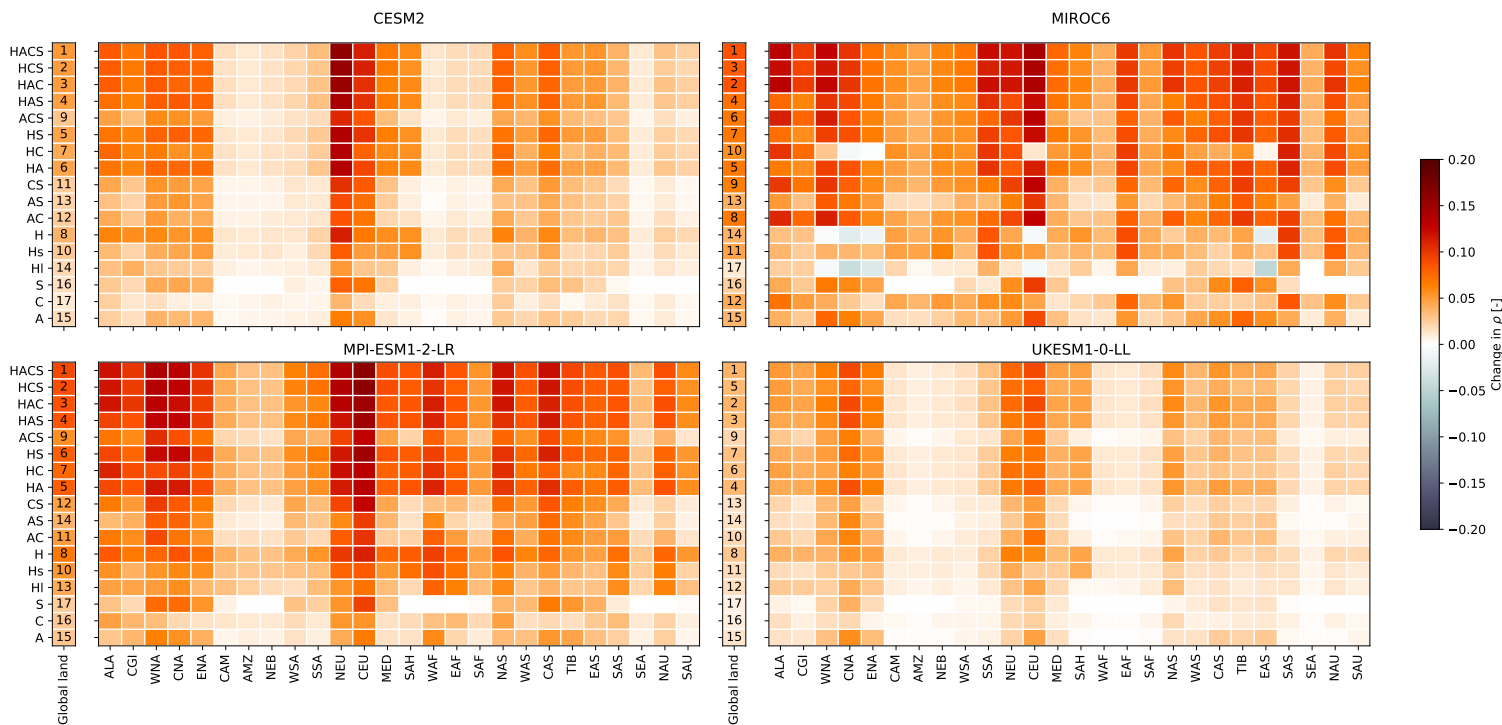 CESM2
MIROC6
HACS 1 1
HCS 2 3
HAC 3 2
HAS 4 4
ACS 9 6
HS 5 7
HC 7 10
HA 6 5
CS 11 9
AS 13 13
AC 12 8
H 8 14
Hs 10 11
Hl 14 17
S 16 16
C 17 12
A 15 15
MPI-ESM1-2-LR
UKESM1-0-LL
HACS 1 1
HCS 2 5
HAC 3 2
HAS 4 3
ACS 9 9
HS 6 7
HC 7 6
HA 5 4
CS 12 13
AS 14 14
AC 11 10
H 8 8
Hs 10 11
Hl 13 12
S 17 17
C 16 16
A 15 15
Global land ALA CGI WNA CNA ENA CAM AMZ NEB WSA SSA NEU CEU MED SAH WAF EAF SAF NAS WAS CAS TIB EAS SAS SEA NAU SAU
Global land ALA CGI WNA CNA ENA CAM AMZ NEB WSA SSA NEU CEU MED SAH WAF EAF SAF NAS WAS CAS TIB EAS SAS SEA NAU SAU
0.20
0.15
0.10
0.05
0.00
−0.05
−0.10
−0.15
−0.20
Change in ρ [-]